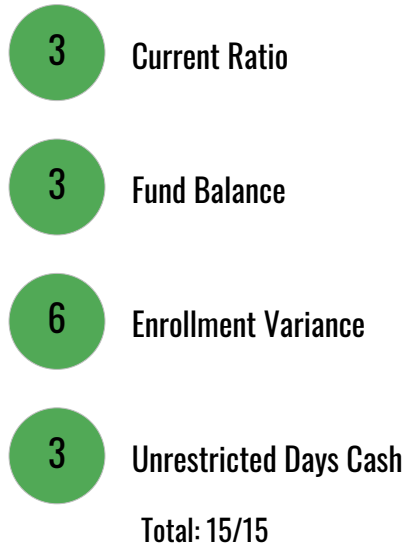 3 Current Ratio
3 Fund Balance
6 Enrollment Variance
3 Unrestricted Days Cash
Total: 15/15